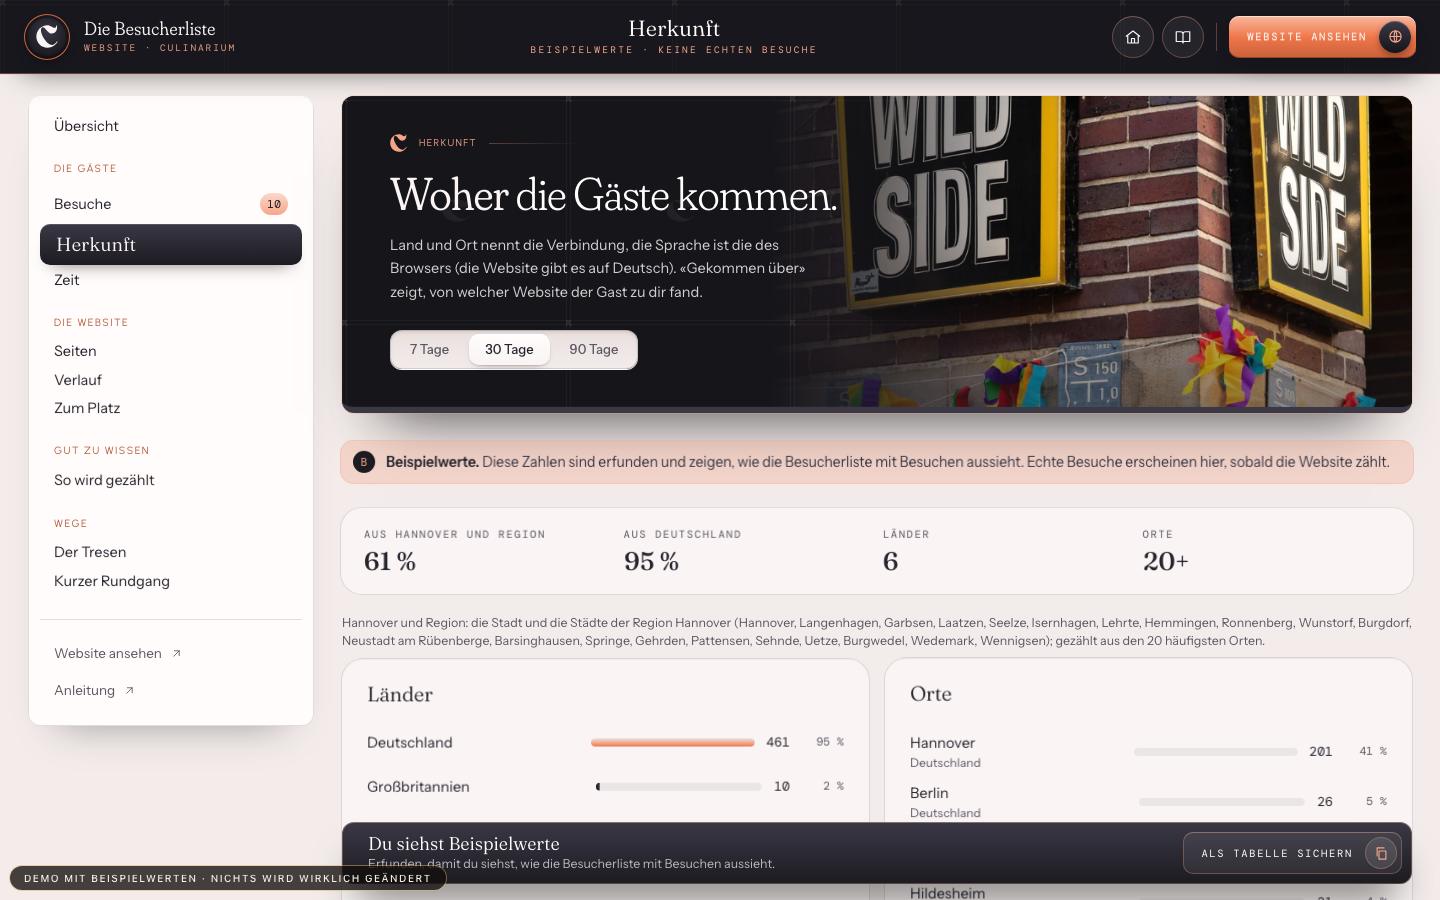 Die Besucherliste
WEBSITE · CULINARIUM
Herkunft
BEISPIELWERTE · KEINE ECHTEN BESUCHE
WEBSITE ANSEHEN
Übersicht
DIE GÄSTE
Besuche 10
Herkunft
Zeit
DIE WEBSITE
Seiten
Verlauf
Zum Platz
GUT ZU WISSEN
So wird gezählt
WEGE
Der Tresen
Kurzer Rundgang
Website ansehen
Anleitung
HERKUNFT
Woher die Gäste kommen.
Land und Ort nennt die Verbindung, die Sprache ist die des
Browsers (die Website gibt es auf Deutsch). «Gekommen über»
zeigt, von welcher Website der Gast zu dir fand.
7 Tage 30 Tage 90 Tage
WILD
SIDE
WILD
SIDE
S 150
1,0
B Beispielwerte. Diese Zahlen sind erfunden und zeigen, wie die Besucherliste mit Besuchen aussieht. Echte Besuche erscheinen hier, sobald die Website zählt.
AUS HANNOVER UND REGION
61 %
AUS DEUTSCHLAND
95 %
LÄNDER
6
ORTE
20+
Hannover und Region: die Stadt und die Städte der Region Hannover (Hannover, Langenhagen, Garbsen, Laatzen, Seelze, Isernhagen, Lehrte, Hemmingen, Ronnenberg, Wunstorf, Burgdorf,
Neustadt am Rübenberge, Barsinghausen, Springe, Gehrden, Pattensen, Sehnde, Uetze, Burgwedel, Wedemark, Wennigsen); gezählt aus den 20 häufigsten Orten.
Länder
Deutschland 461 95 %
Großbritannien 10 2 %
Orte
Hannover 201 41 %
Deutschland
Berlin 26 5 %
Deutschland
Hildesheim
Du siehst Beispielwerte
Erfunden, damit du siehst, wie die Besucherliste mit Besuchen aussieht.
ALS TABELLE SICHERN
DEMO MIT BEISPIELWERTEN · NICHTS WIRD WIRKLICH GEÄNDERT